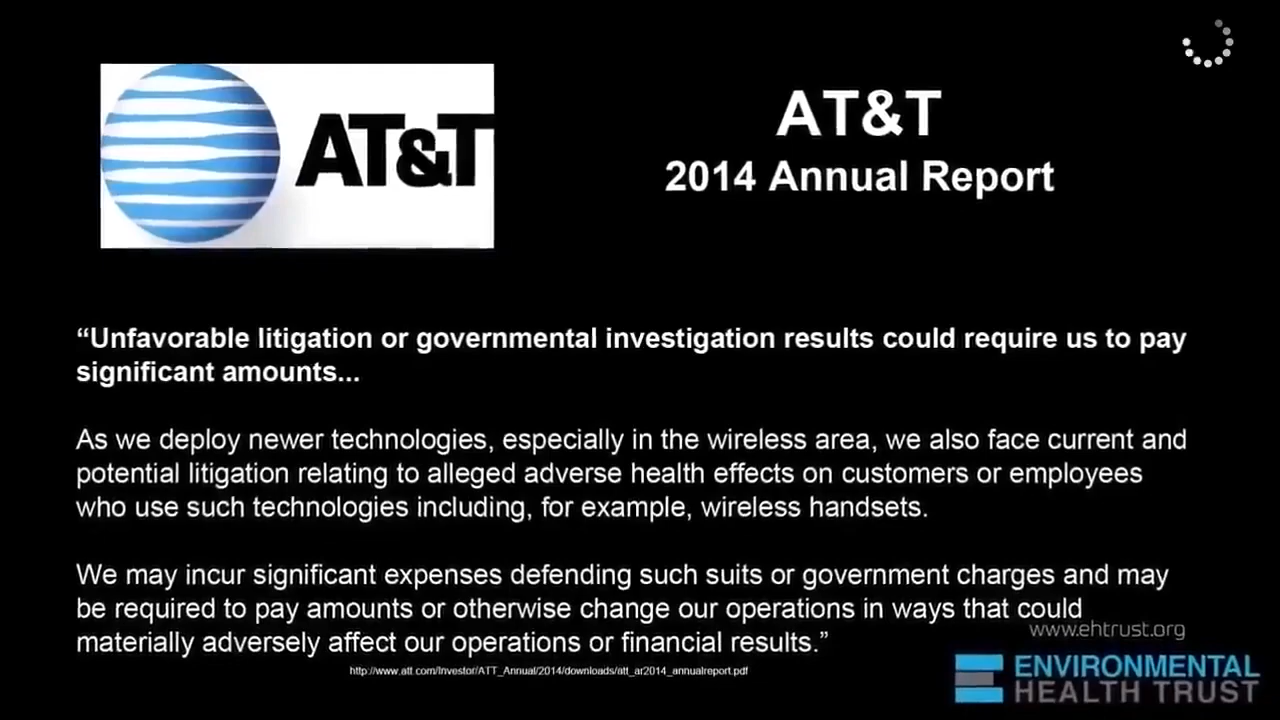 AT&T
AT&T
2014 Annual Report
“Unfavorable litigation or governmental investigation results could require us to pay
significant amounts...
As we deploy newer technologies, especially in the wireless area, we also face current and
potential litigation relating to alleged adverse health effects on customers or employees
who use such technologies including, for example, wireless handsets.
We may incur significant expenses defending such suits or government charges and may
be required to pay amounts or otherwise change our operations in ways that could
materially adversely affect our operations or financial results.”
www.ehtrust.org
http://www.att.com/Investor/ATT_Annual/2014/downloads/att_ar2014_annualreport.pdf
ENVIRONMENTAL
HEALTH TRUST